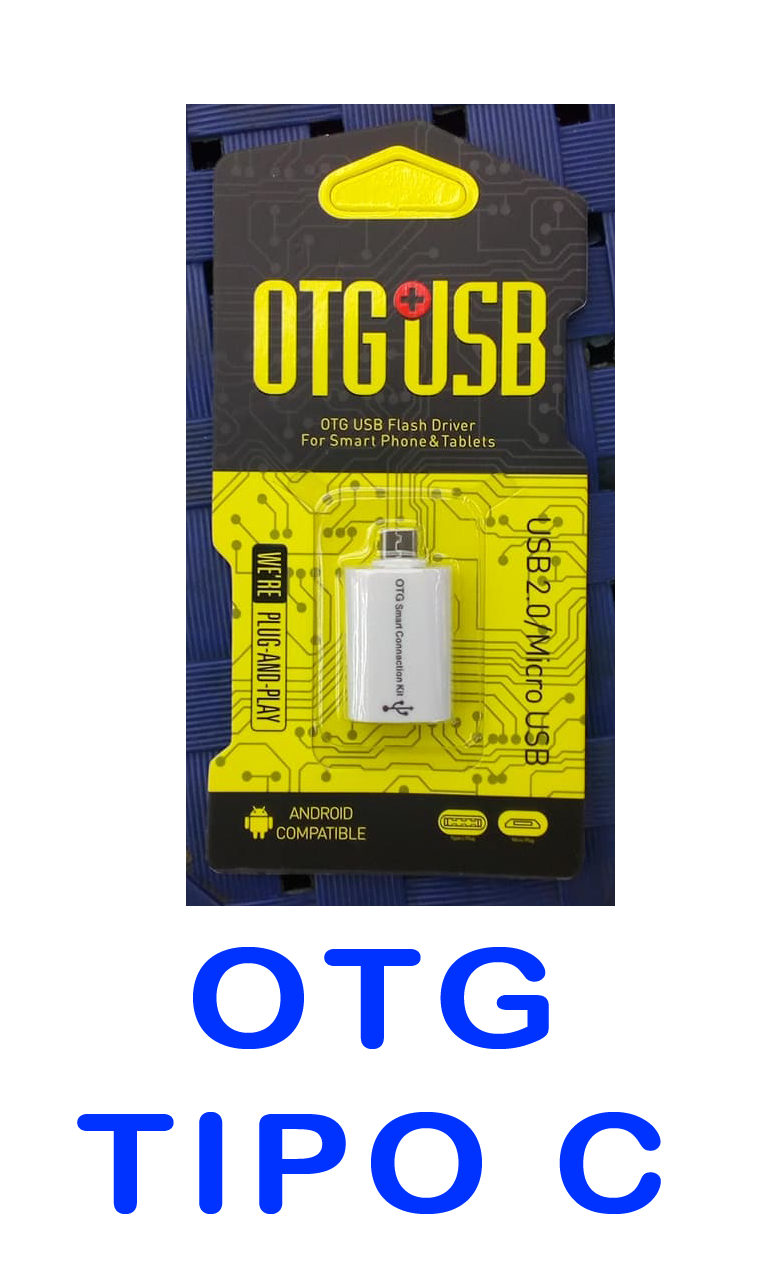 OTG USB
OTG USB Flash Driver
For Smart Phone & Tablets
USB 2.0/Micro USB
WE'RE PLUG-AND-PLAY
OTG Smart Connection Kit
ANDROID
COMPATIBLE
OTG
TIPO C